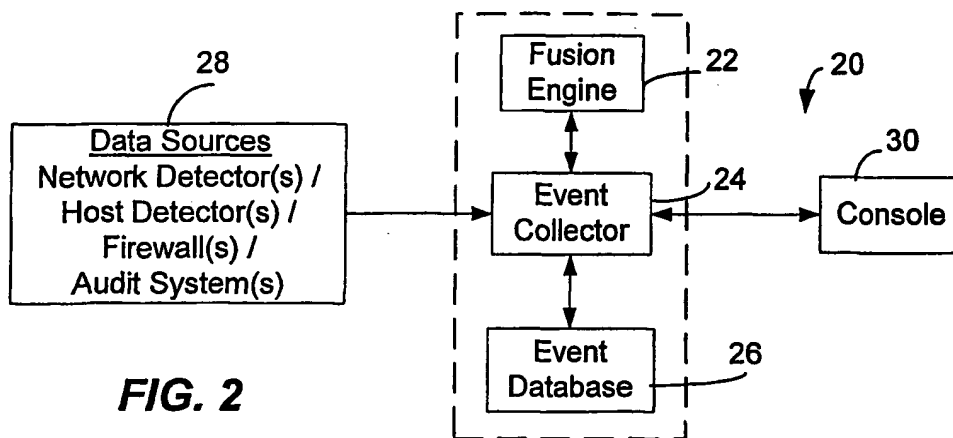 28
Data Sources
Network Detector(s) /
Host Detector(s) /
Firewall(s) /
Audit System(s)
Fusion
Engine
22
20
Event
Collector
24
30
Console
Event
Database
26
FIG. 2